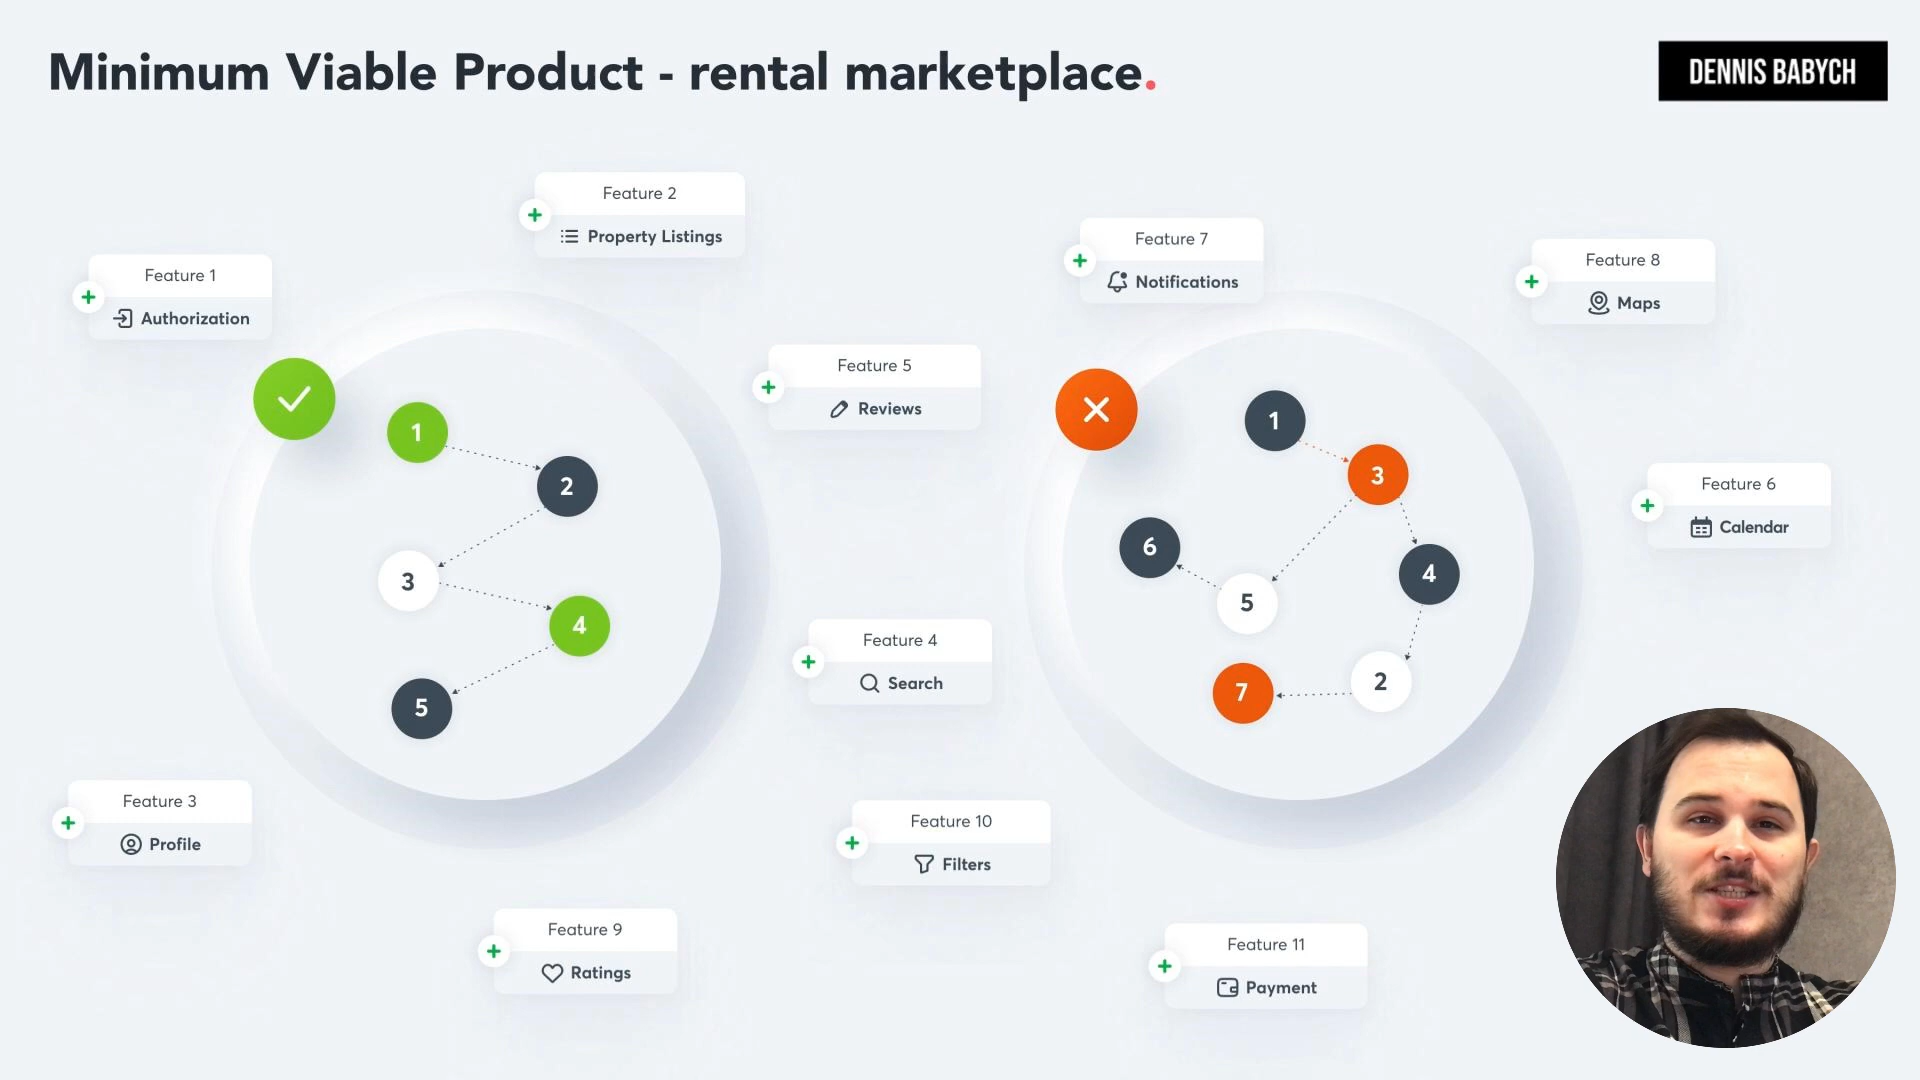 Minimum Viable Product - rental marketplace.
DENNIS BABYCH
Feature 2
Property Listings
Feature 7
Notifications
Feature 8
Maps
Feature 1
Authorization
Feature 5
Reviews
1
2
3
4
5
1
3
6
4
5
2
7
Feature 6
Calendar
Feature 4
Search
Feature 3
Profile
Feature 10
Filters
Feature 9
Ratings
Feature 11
Payment